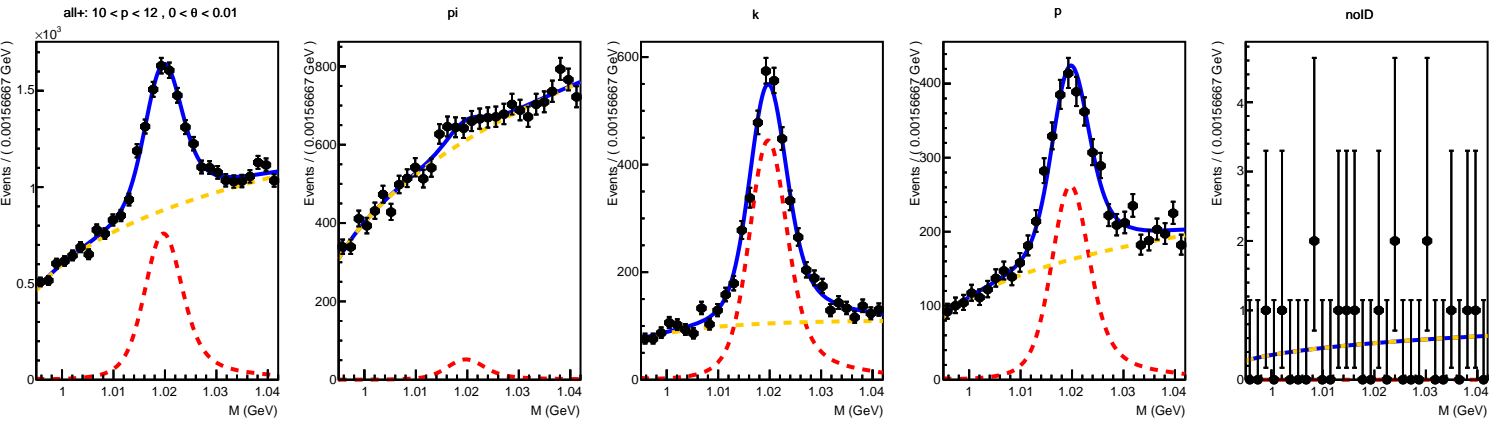 all+: 10 < p < 12 , 0 < θ < 0.01
×10³
Events / ( 0.00156667 GeV )
1.5
1
0.5
0
1 1.01 1.02 1.03 1.04
M (GeV)
pi
Events / ( 0.00156667 GeV )
800
600
400
200
0
1 1.01 1.02 1.03 1.04
M (GeV)
k
Events / ( 0.00156667 GeV )
600
400
200
0
1 1.01 1.02 1.03 1.04
M (GeV)
p
Events / ( 0.00156667 GeV )
400
300
200
100
0
1 1.01 1.02 1.03 1.04
M (GeV)
noID
Events / ( 0.00156667 GeV )
4
3
2
1
0
1 1.01 1.02 1.03 1.04
M (GeV)